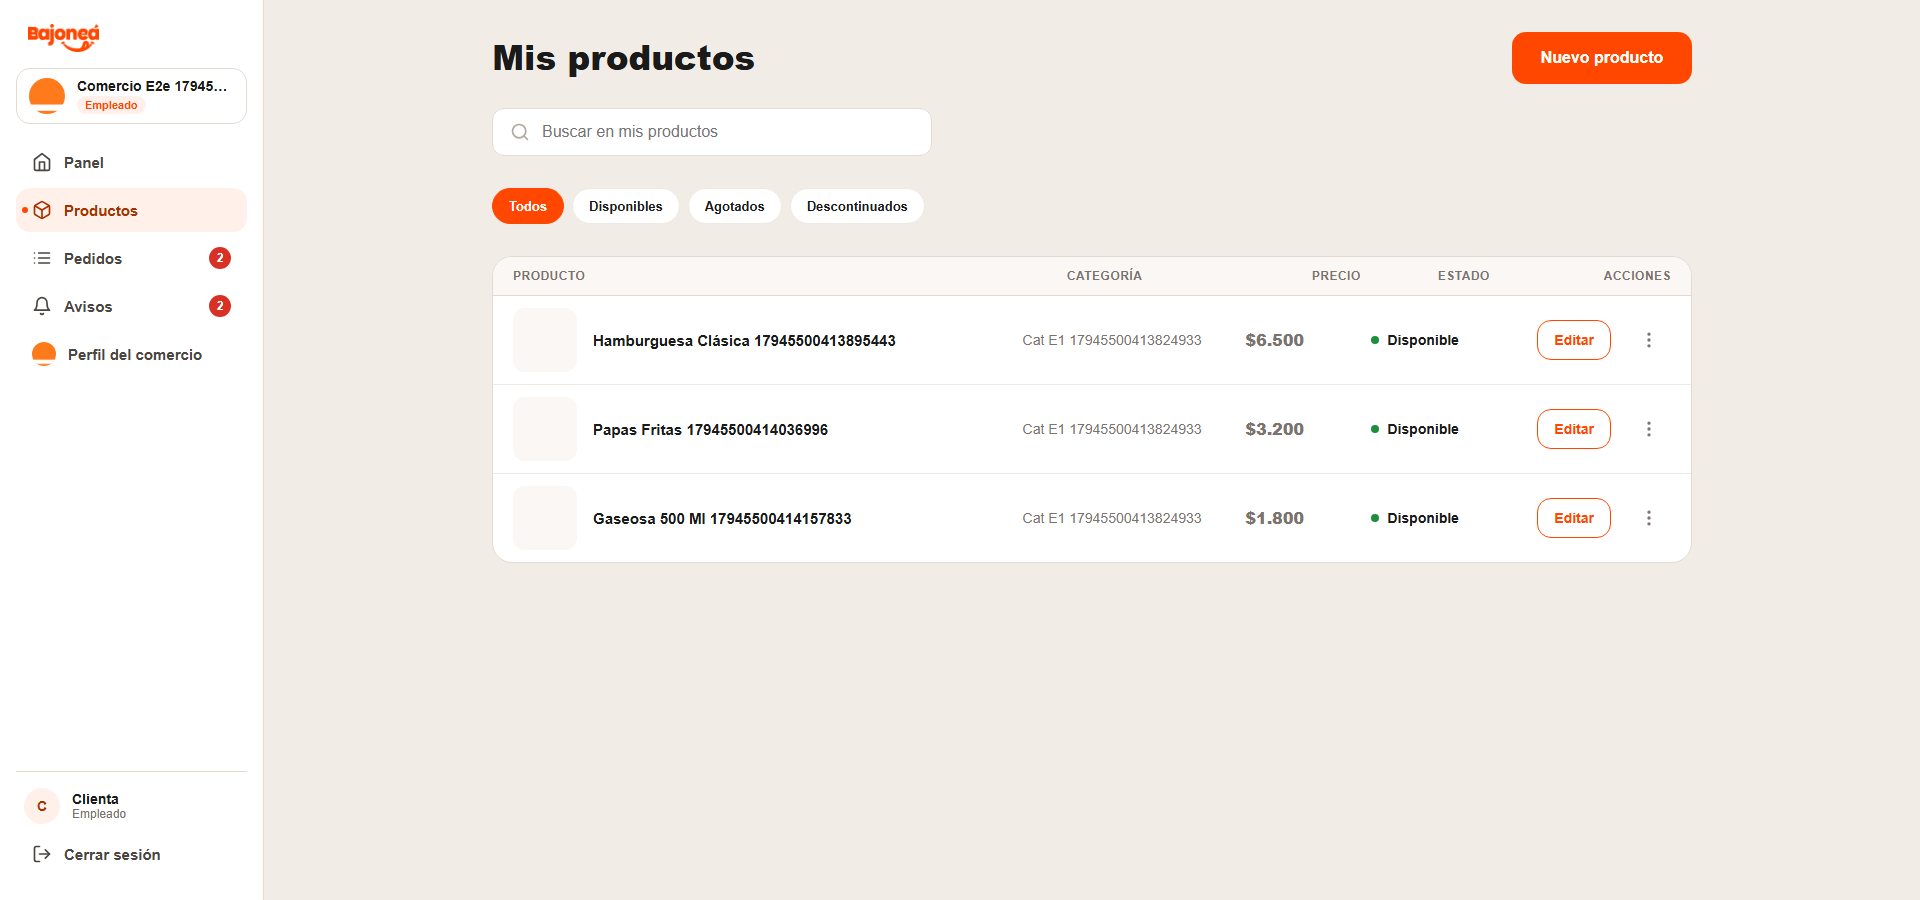 Bajoneá
Comercio E2e 17945...
Empleado
Panel
Productos
Pedidos 2
Avisos 2
Perfil del comercio
C
Clienta
Empleado
Cerrar sesión
Mis productos
Nuevo producto
Buscar en mis productos
Todos Disponibles Agotados Descontinuados
PRODUCTO CATEGORÍA PRECIO ESTADO ACCIONES
Hamburguesa Clásica 17945500413895443 Cat E1 17945500413824933 $6.500 Disponible Editar
Papas Fritas 17945500414036996 Cat E1 17945500413824933 $3.200 Disponible Editar
Gaseosa 500 Ml 17945500414157833 Cat E1 17945500413824933 $1.800 Disponible Editar